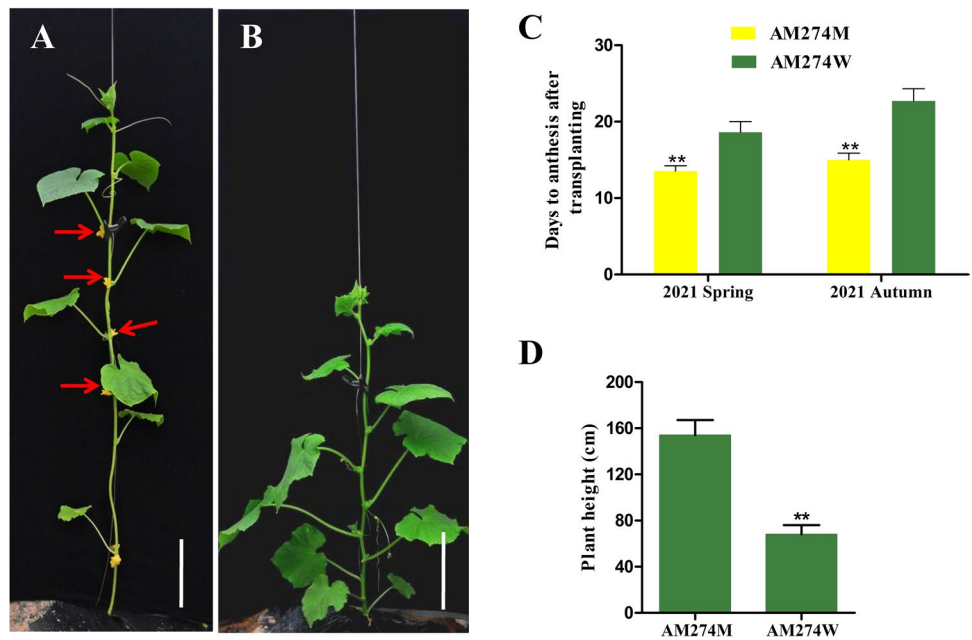 A
B
C
AM274M
AM274W
Days to anthesis after
transplanting
30
20
10
0
**
**
2021 Spring
2021 Autumn
D
Plant height (cm)
200
160
120
80
40
0
**
AM274M
AM274W